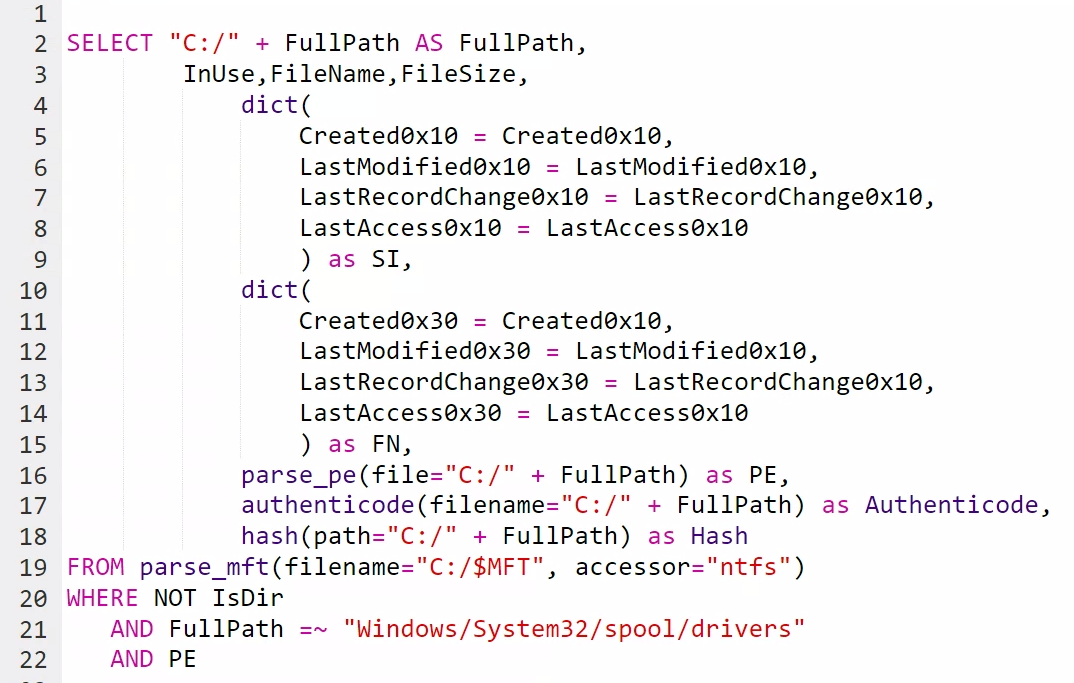 1
2 SELECT "C:/" + FullPath AS FullPath,
3 InUse,FileName,FileSize,
4 dict(
5 Created0x10 = Created0x10,
6 LastModified0x10 = LastModified0x10,
7 LastRecordChange0x10 = LastRecordChange0x10,
8 LastAccess0x10 = LastAccess0x10
9 ) as SI,
10 dict(
11 Created0x30 = Created0x10,
12 LastModified0x30 = LastModified0x10,
13 LastRecordChange0x30 = LastRecordChange0x10,
14 LastAccess0x30 = LastAccess0x10
15 ) as FN,
16 parse_pe(file="C:/" + FullPath) as PE,
17 authenticode(filename="C:/" + FullPath) as Authenticode,
18 hash(path="C:/" + FullPath) as Hash
19 FROM parse_mft(filename="C:/$MFT", accessor="ntfs")
20 WHERE NOT IsDir
21 AND FullPath =~ "Windows/System32/spool/drivers"
22 AND PE